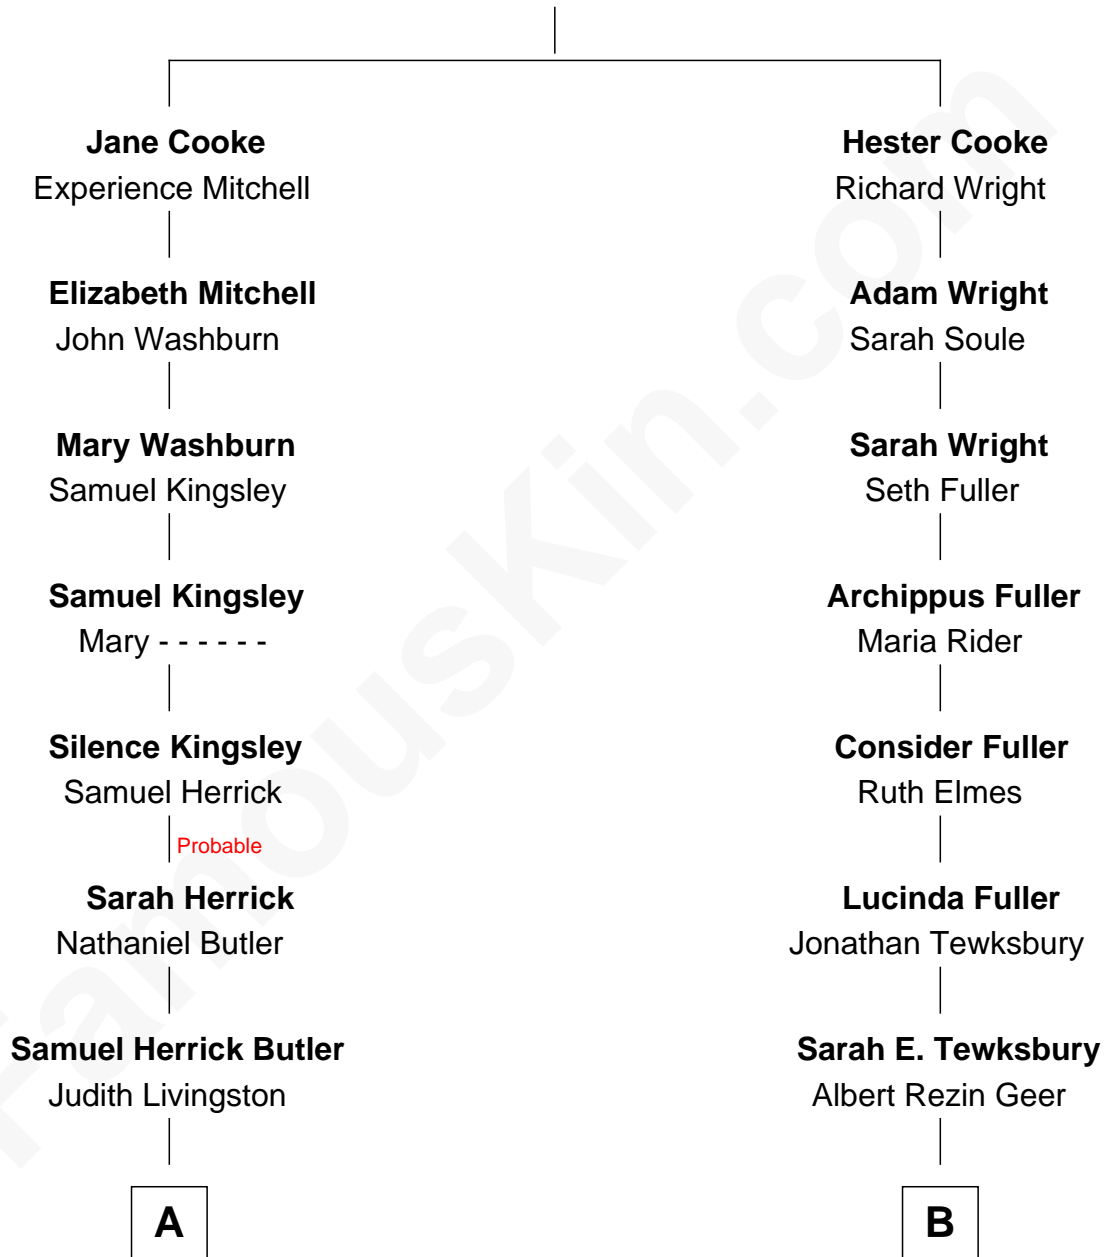 Jane Cooke
Experience Mitchell
Elizabeth Mitchell
John Washburn
Mary Washburn
Samuel Kingsley
Samuel Kingsley
Mary - - - - - -
Silence Kingsley
Samuel Herrick
Probable
Sarah Herrick
Nathaniel Butler
Samuel Herrick Butler
Judith Livingston
A
Hester Cooke
Richard Wright
Adam Wright
Sarah Soule
Sarah Wright
Seth Fuller
Archippus Fuller
Maria Rider
Consider Fuller
Ruth Elmes
Lucinda Fuller
Jonathan Tewksbury
Sarah E. Tewksbury
Albert Rezin Geer
B
FamousKin.com